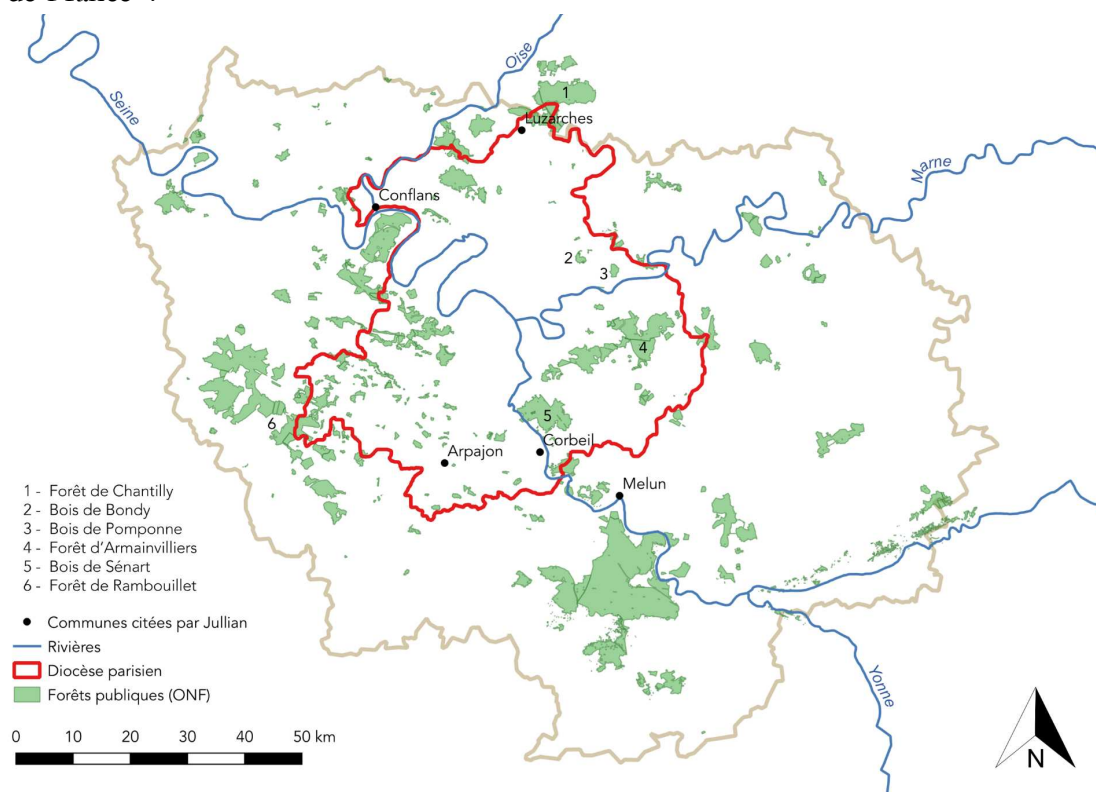 de France ?
Oise
1
Seine
Luzarches
Marne
Conflans
2
3
4
5
6
Corbeil
Arpajon
Melun
1 - Forêt de Chantilly
2 - Bois de Bondy
3 - Bois de Pomponne
4 - Forêt d'Armainvilliers
5 - Bois de Sénart
6 - Forêt de Rambouillet
Communes citées par Jullian
Rivières
Diocèse parisien
Forêts publiques (ONF)
Yonne
0 10 20 30 40 50 km
N